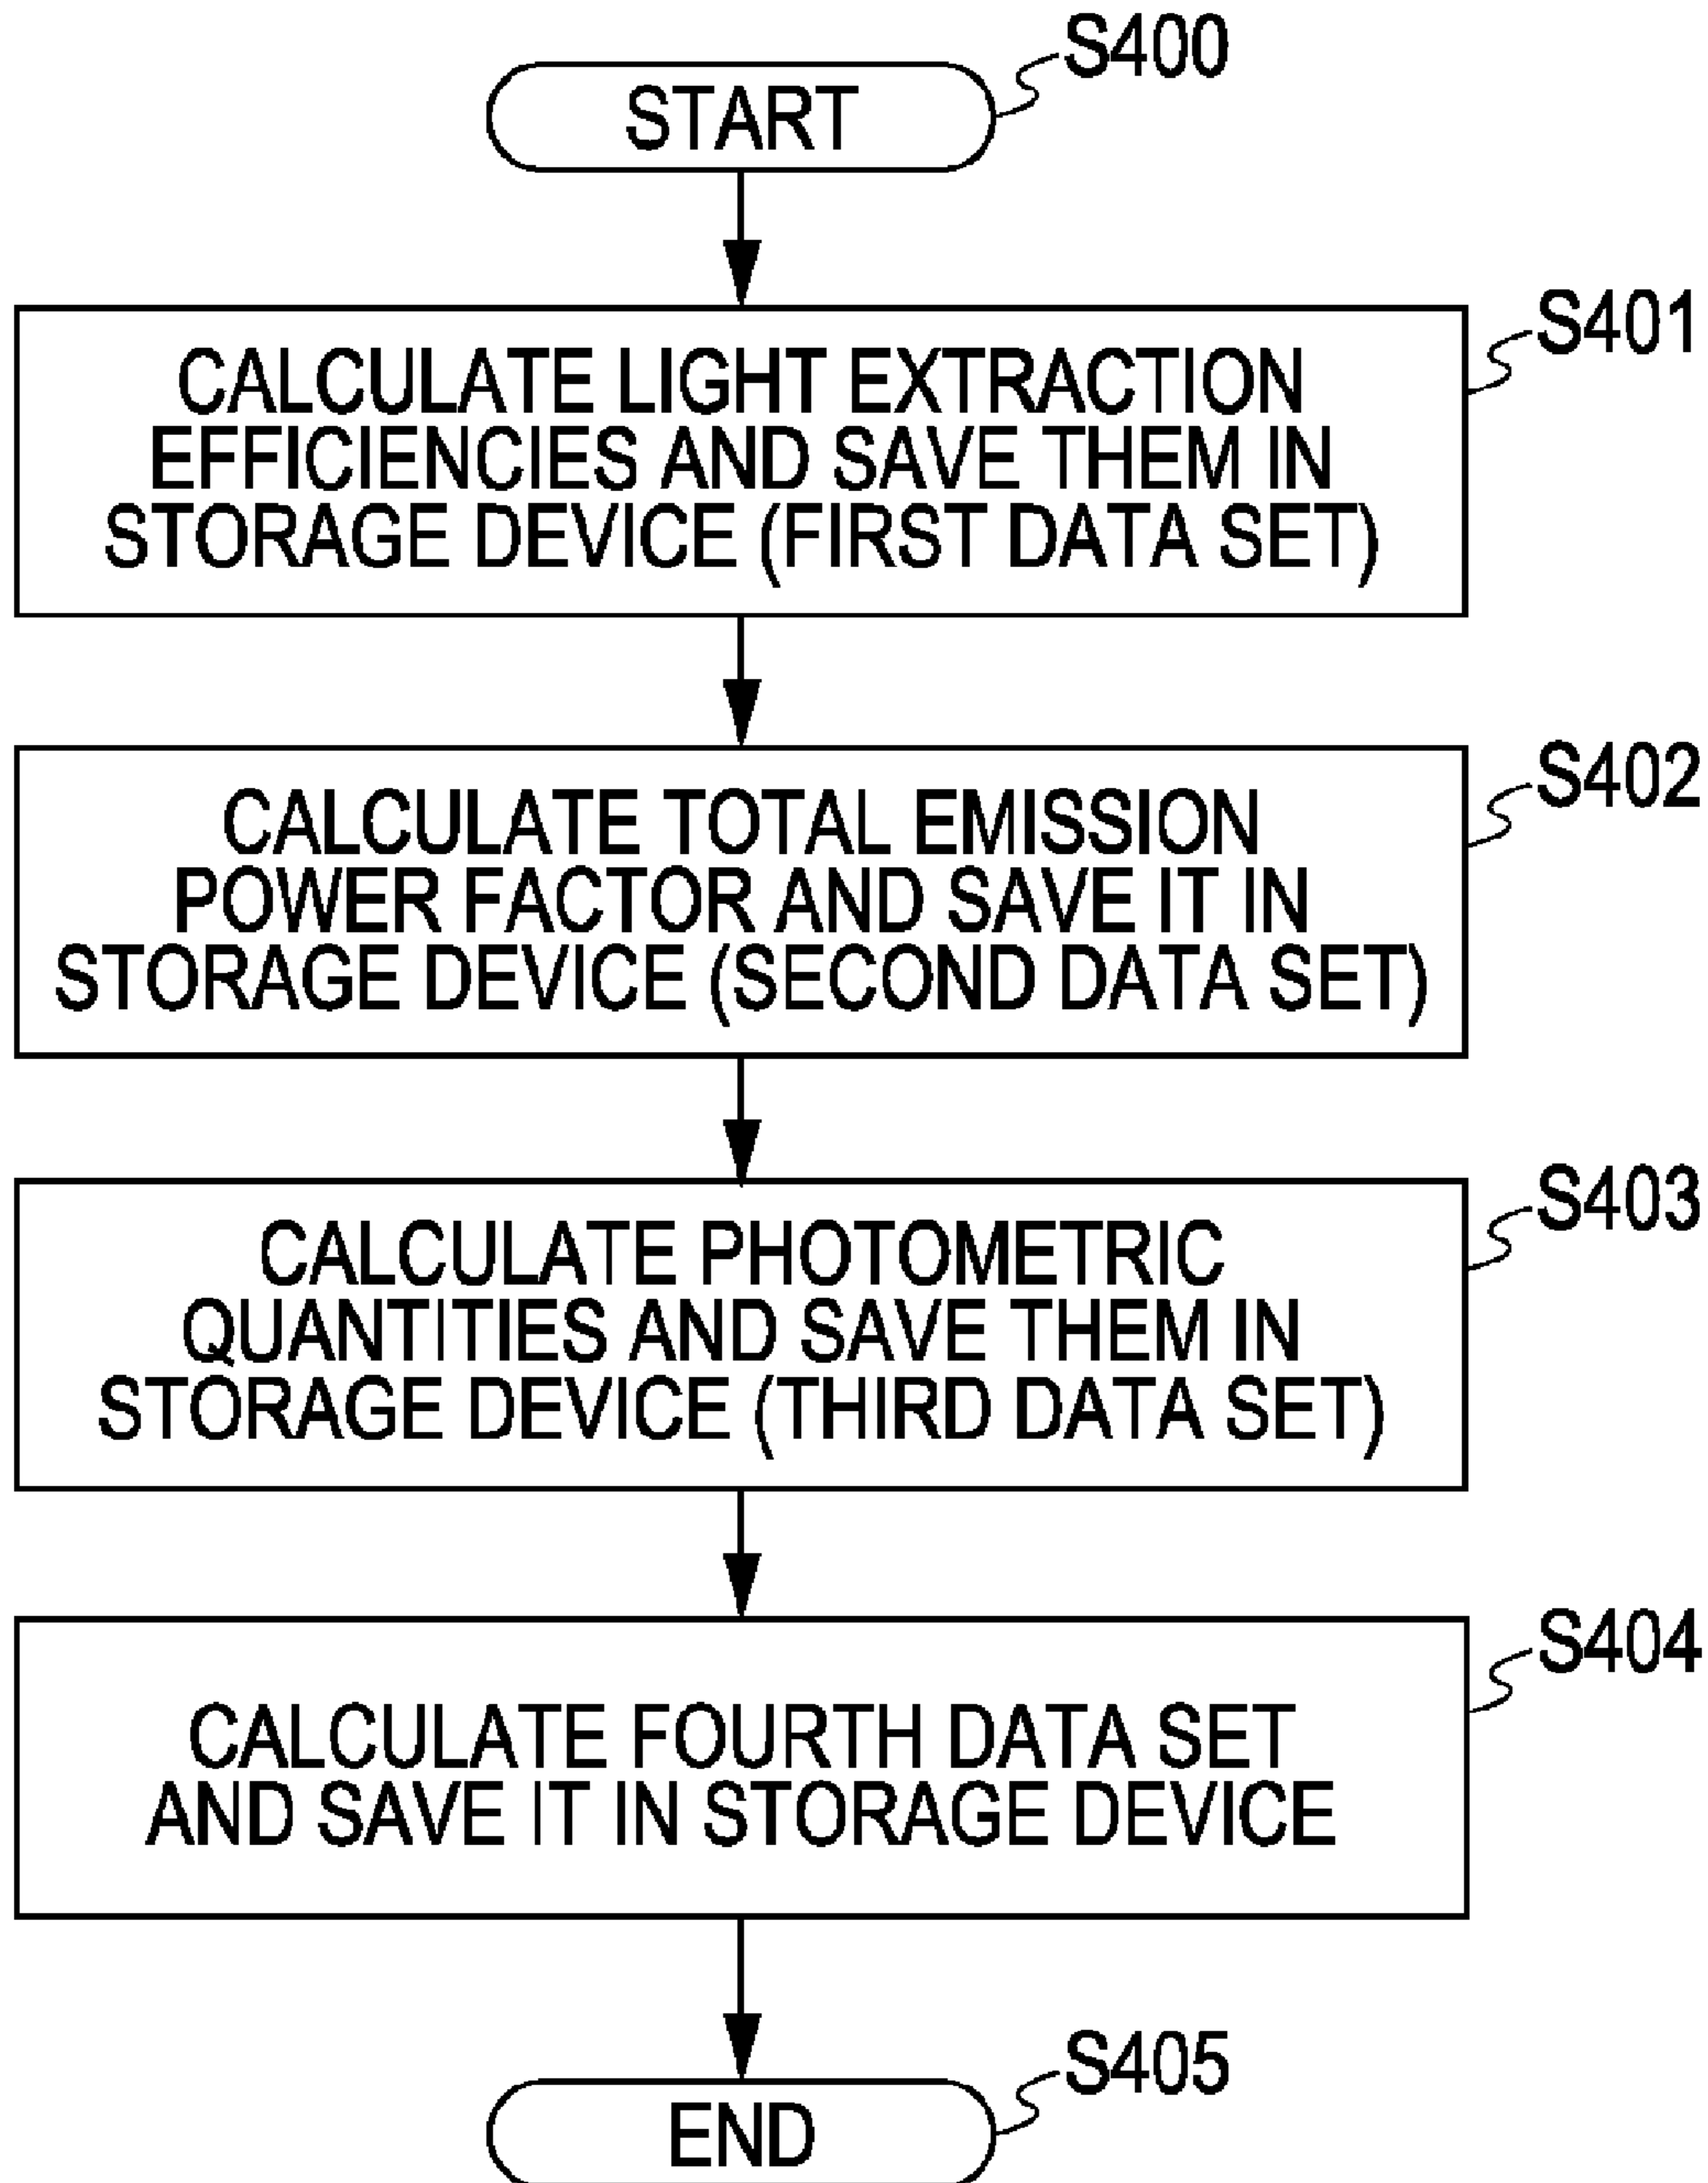 S400
START
S401
CALCULATE LIGHT EXTRACTION
EFFICIENCIES AND SAVE THEM IN
STORAGE DEVICE (FIRST DATA SET)
S402
CALCULATE TOTAL EMISSION
POWER FACTOR AND SAVE IT IN
STORAGE DEVICE (SECOND DATA SET)
S403
CALCULATE PHOTOMETRIC
QUANTITIES AND SAVE THEM IN
STORAGE DEVICE (THIRD DATA SET)
S404
CALCULATE FOURTH DATA SET
AND SAVE IT IN STORAGE DEVICE
S405
END